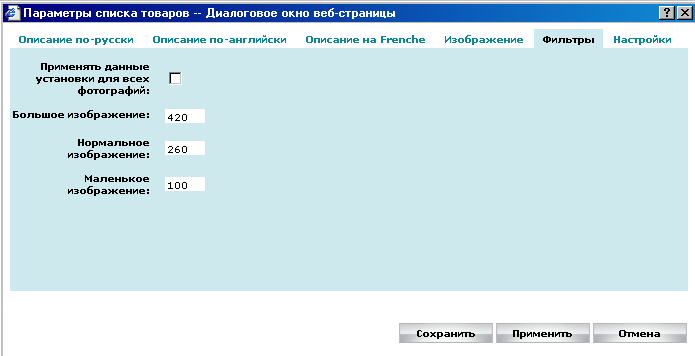 Параметры списка товаров -- Диалоговое окно веб-страницы
Описание по-русски Описание по-английски Описание на Frenche Изображение Фильтры Настройки
Применять данные
установки для всех
фотографий:
Большое изображение: 420
Нормальное
изображение: 260
Маленькое
изображение: 100
Сохранить Применить Отмена